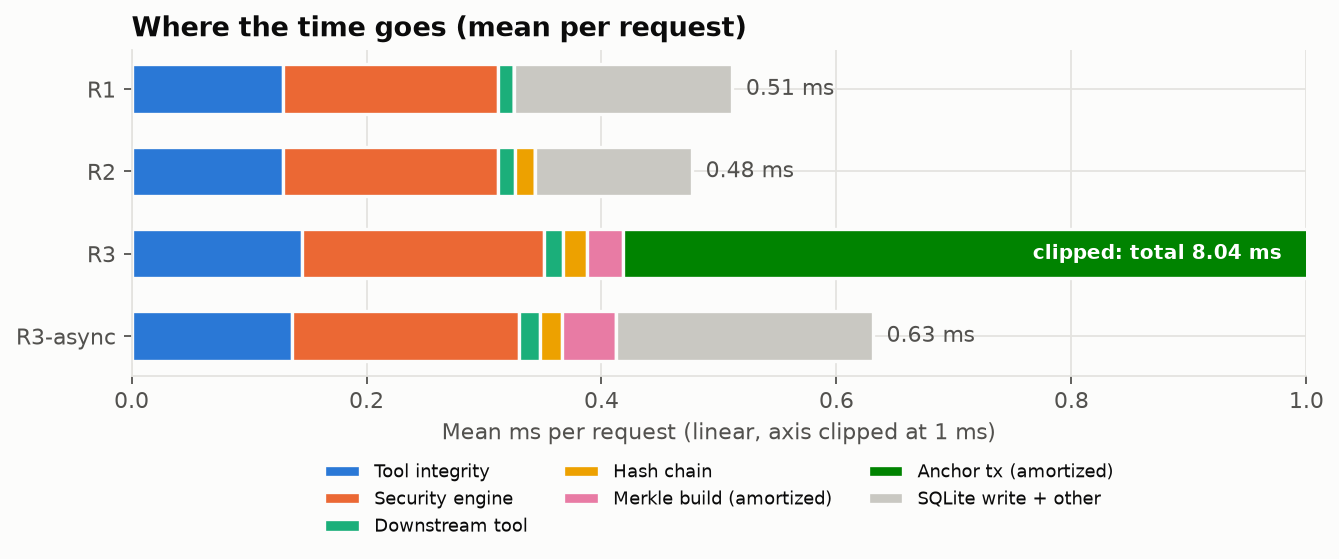 Where the time goes (mean per request)
R1
0.51 ms
R2
0.48 ms
R3
clipped: total 8.04 ms
R3-async
0.63 ms
0.0 0.2 0.4 0.6 0.8 1.0
Mean ms per request (linear, axis clipped at 1 ms)
Tool integrity Hash chain Anchor tx (amortized)
Security engine Merkle build (amortized) SQLite write + other
Downstream tool